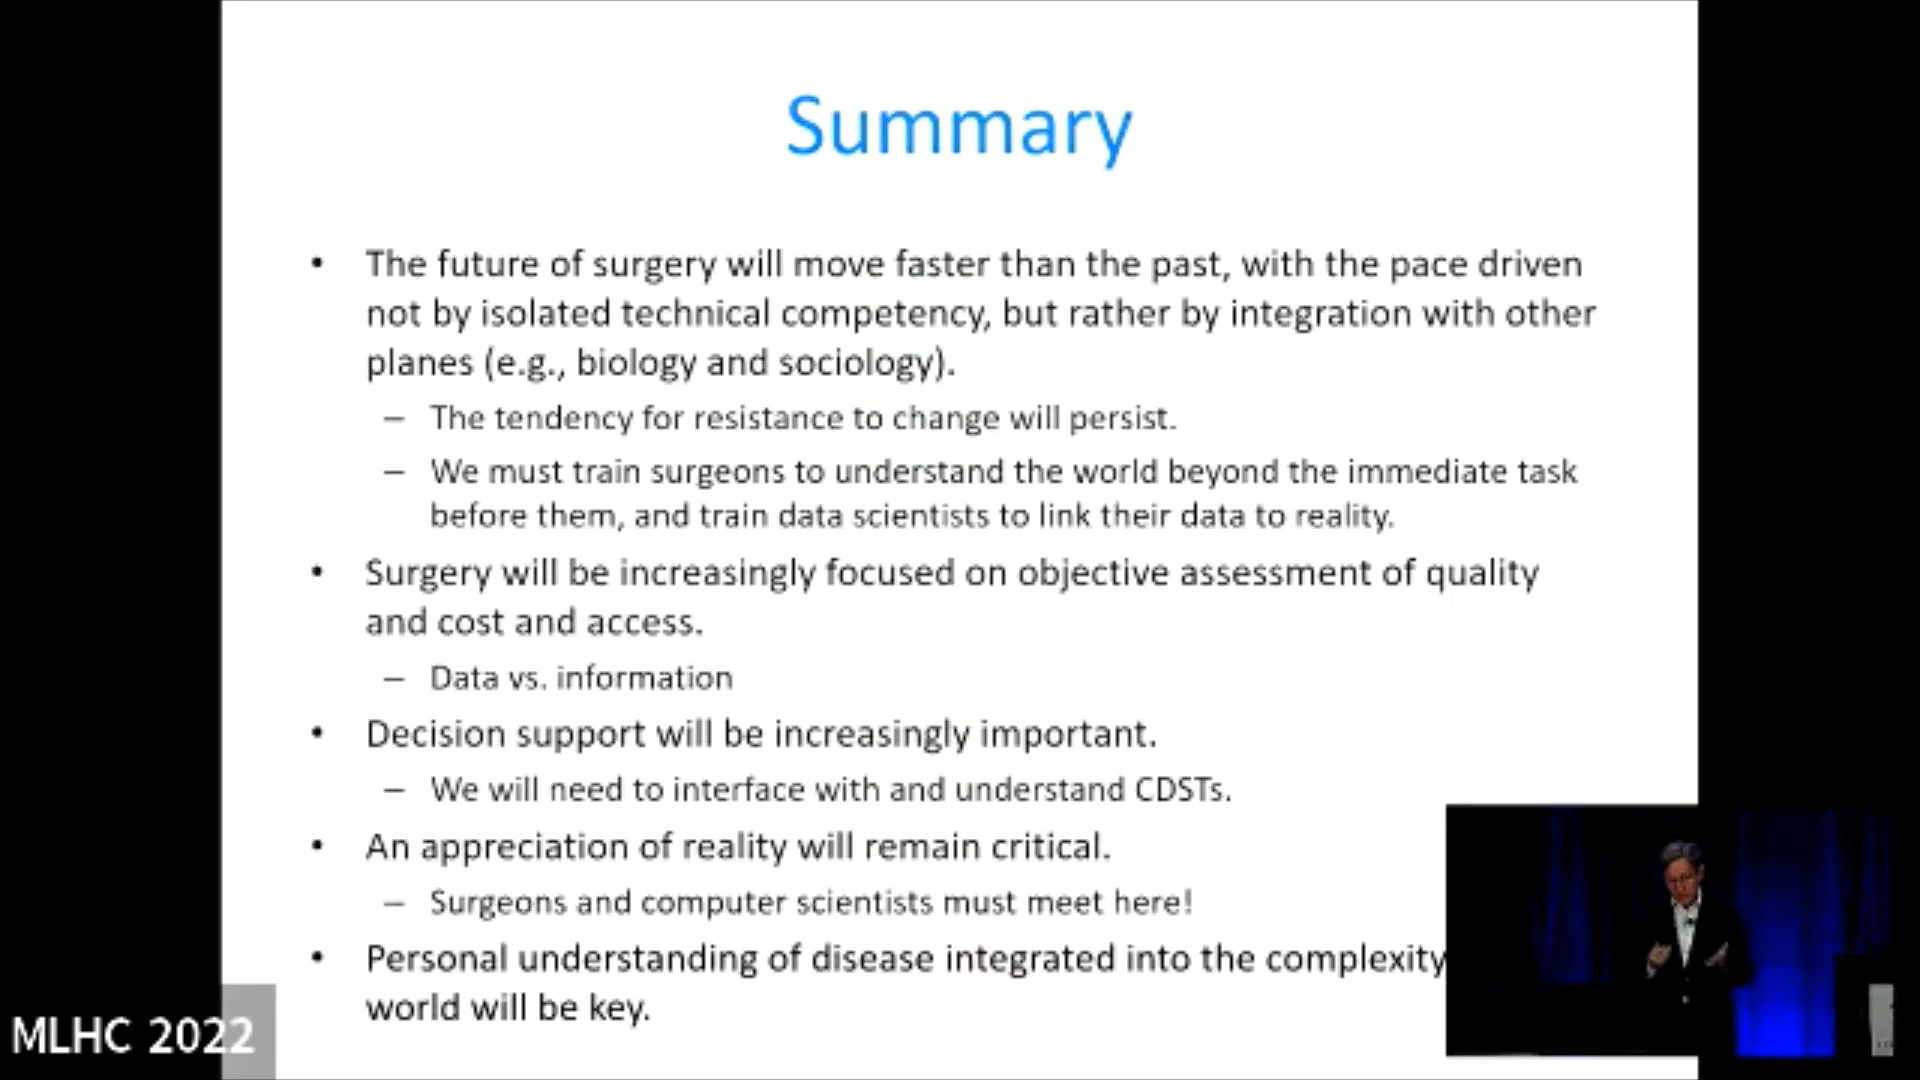 Summary
• The future of surgery will move faster than the past, with the pace driven
not by isolated technical competency, but rather by integration with other
planes (e.g., biology and sociology).
– The tendency for resistance to change will persist.
– We must train surgeons to understand the world beyond the immediate task
before them, and train data scientists to link their data to reality.
• Surgery will be increasingly focused on objective assessment of quality
and cost and access.
– Data vs. information
• Decision support will be increasingly important.
– We will need to interface with and understand CDSTs.
• An appreciation of reality will remain critical.
– Surgeons and computer scientists must meet here!
• Personal understanding of disease integrated into the complexity
world will be key.
MLHC 2022